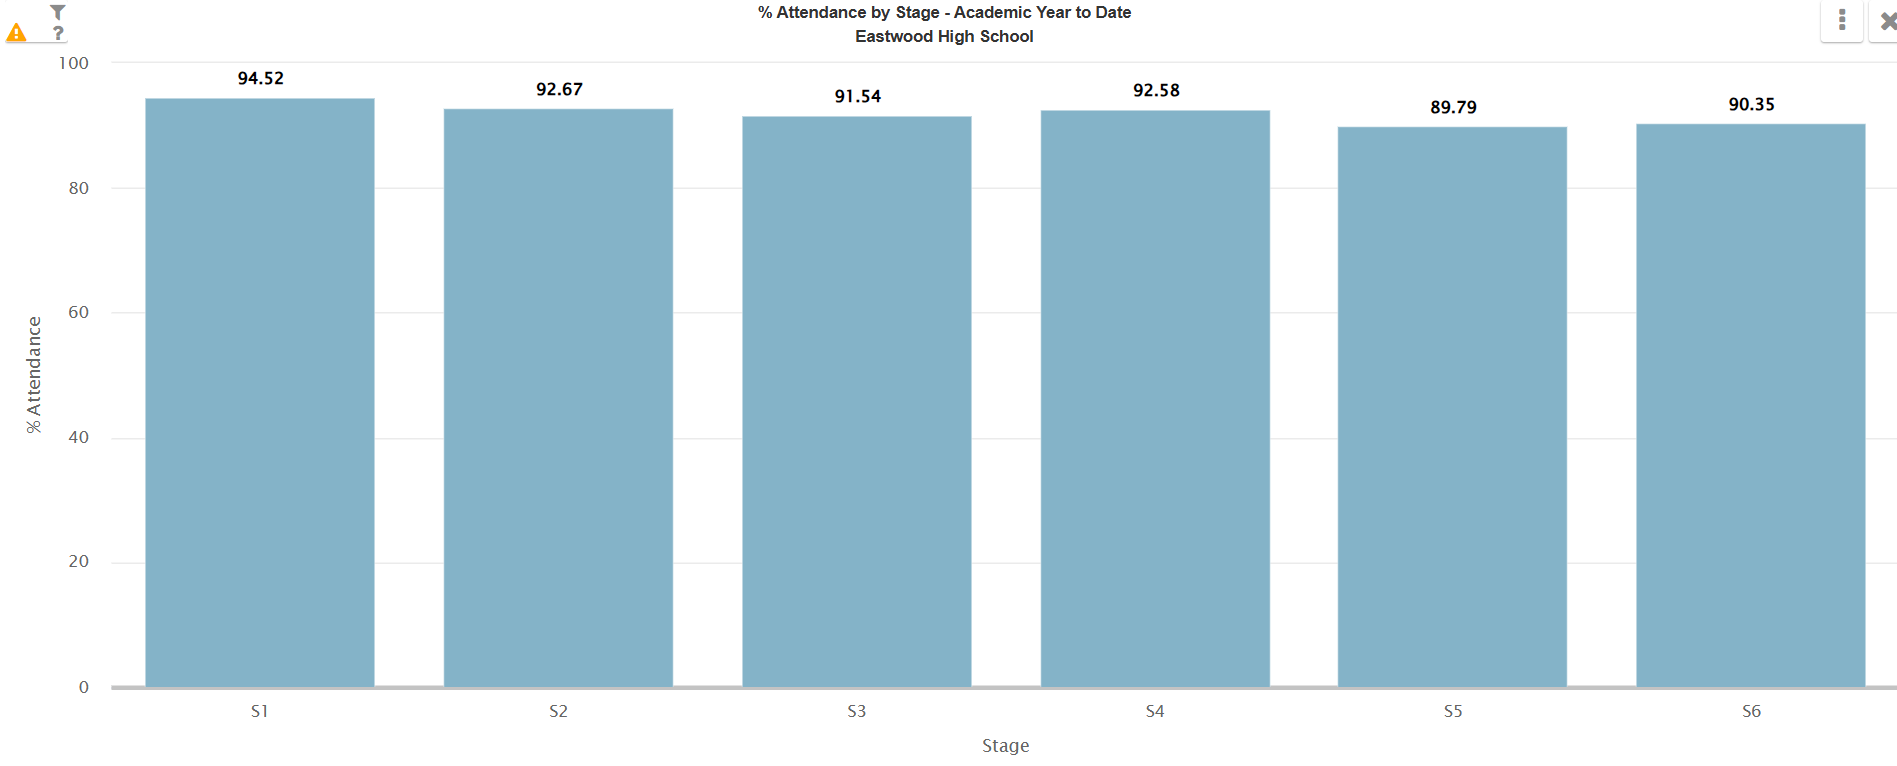 % Attendance by Stage - Academic Year to Date
Eastwood High School
?
% Attendance
100
80
60
40
20
0
94.52
92.67
91.54
92.58
89.79
90.35
S1
S2
S3
S4
S5
S6
Stage